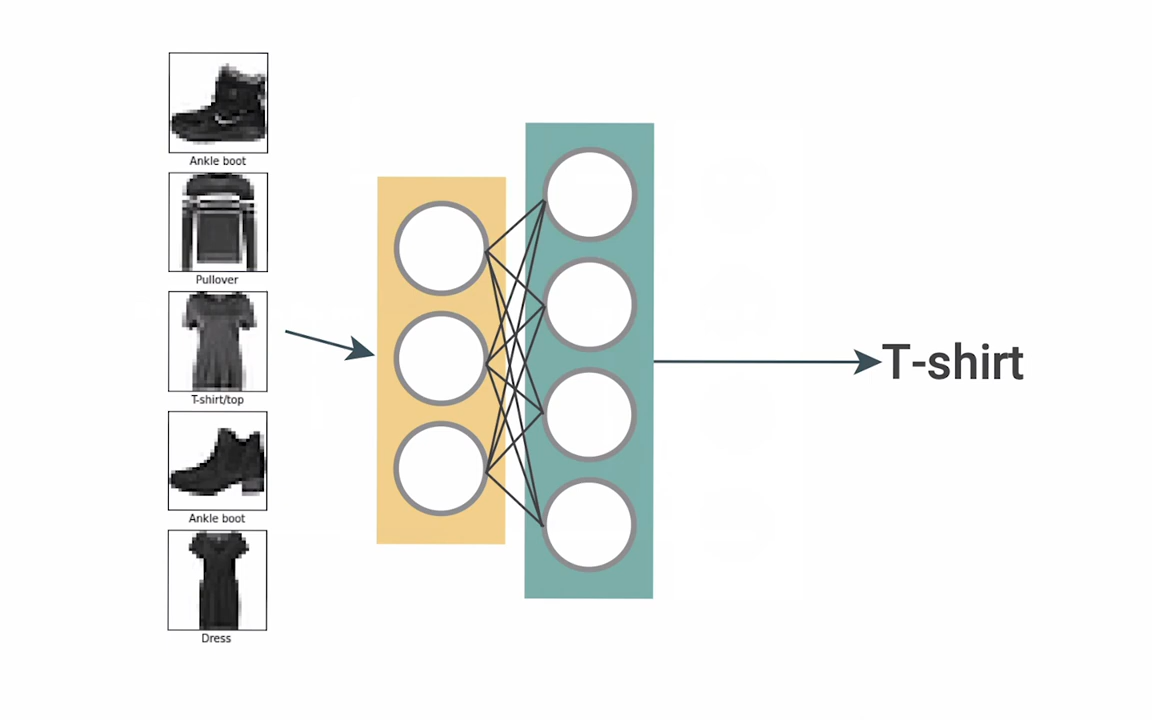 Ankle boot
Pullover
T-shirt/top
Ankle boot
Dress
T-shirt